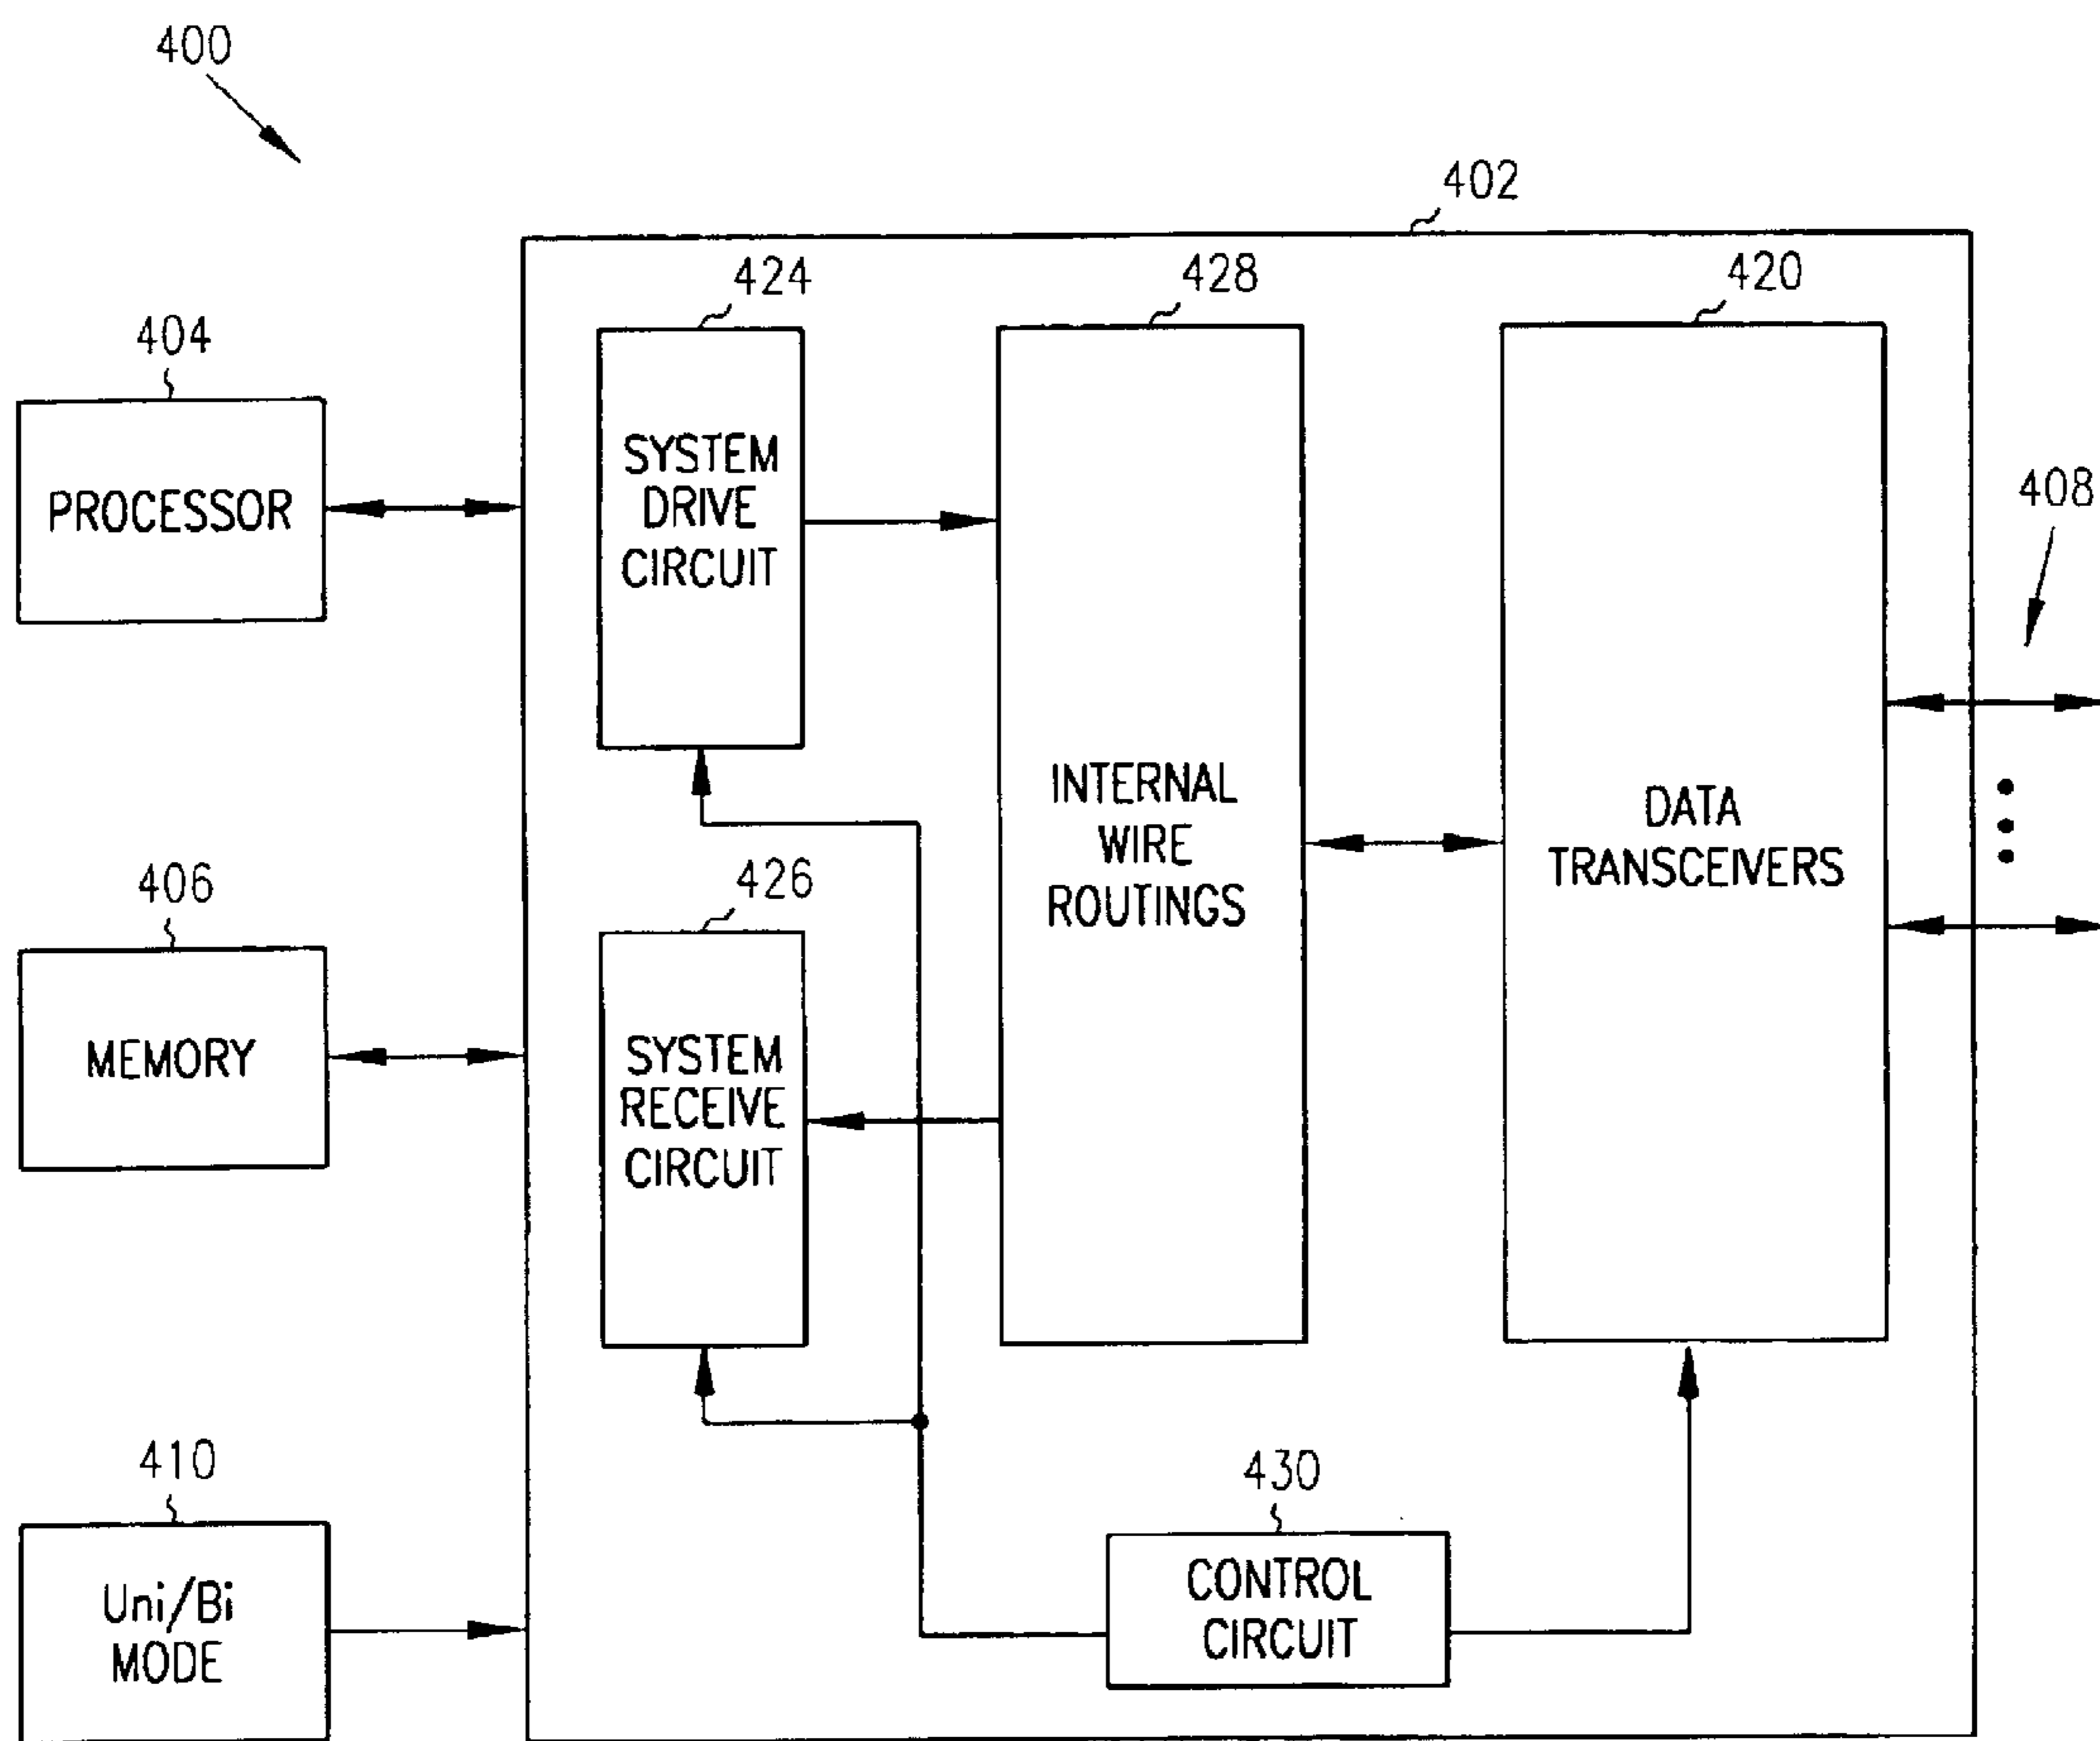 400
402
424
428
420
404
408
PROCESSOR
SYSTEM
DRIVE
CIRCUIT
INTERNAL
WIRE
ROUTINGS
DATA
TRANSCEIVERS
406
426
MEMORY
SYSTEM
RECEIVE
CIRCUIT
410
430
Uni/Bi
MODE
CONTROL
CIRCUIT